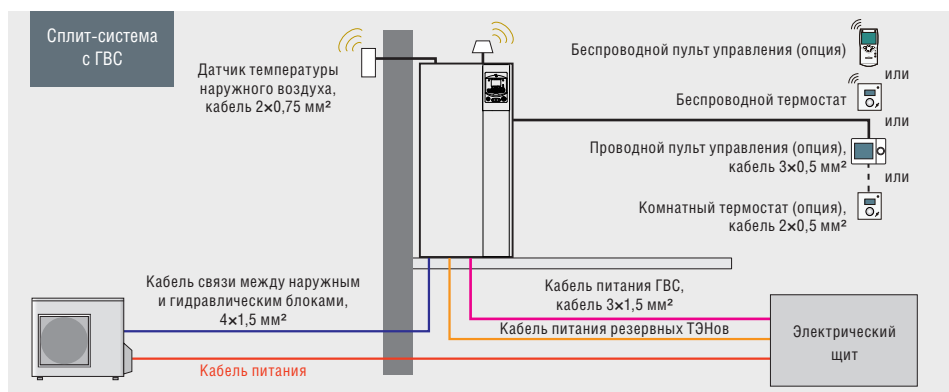 Сплит-система
с ГВС
Датчик температуры
наружного воздуха,
кабель 2×0,75 мм²
Беспроводной пульт управления (опция)
или
Беспроводной термостат
или
Проводной пульт управления (опция),
кабель 3×0,5 мм²
или
Комнатный термостат (опция),
кабель 2×0,5 мм²
Кабель связи между наружным
и гидравлическим блоками,
4×1,5 мм²
Кабель питания ГВС,
кабель 3×1,5 мм²
Кабель питания резервных ТЭНов
Электрический
щит
Кабель питания